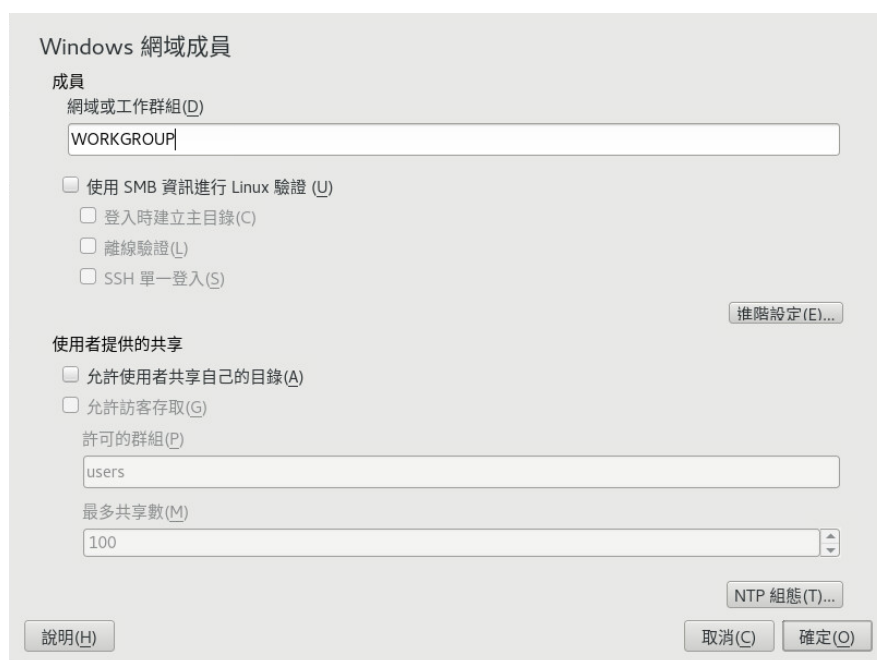 Windows 網域成員
成員
網域或工作群組(D)
WORKGROUP
使用 SMB 資訊進行 Linux 驗證 (U)
登入時建立主目錄(C)
離線驗證(L)
SSH 單一登入(S)
進階設定(E)...
使用者提供的共享
允許使用者共享自己的目錄(A)
允許訪客存取(G)
許可的群組(P)
users
最多共享數(M)
100
NTP 組態(T)...
說明(H) 取消(C) 確定(O)